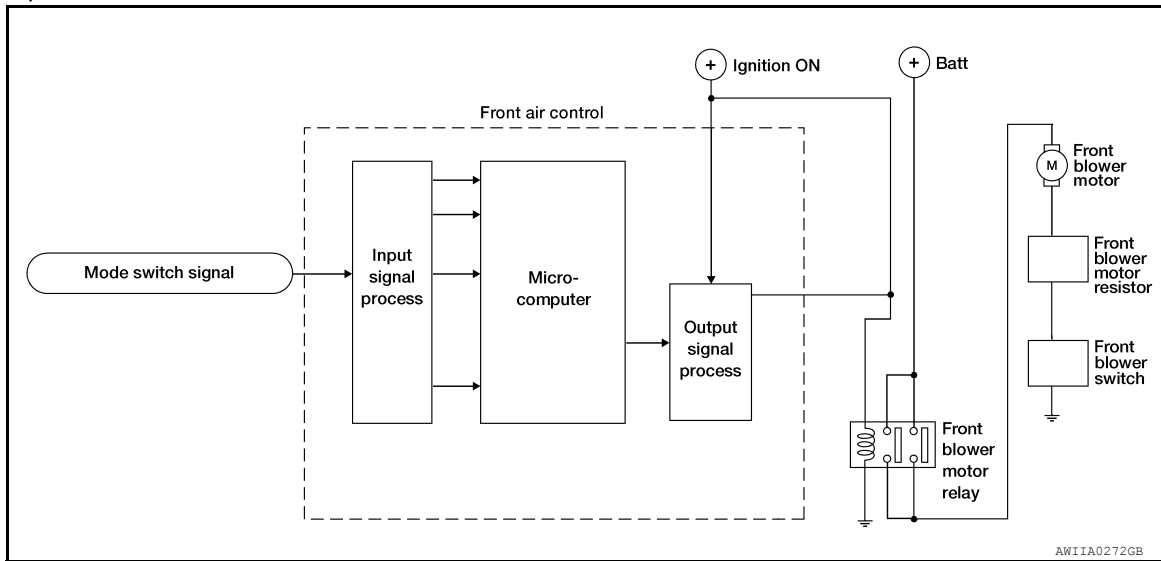 Ignition ON
Batt
Front air control
Front
blower
motor
Mode switch signal
Input
signal
process
Micro-
computer
Output
signal
process
Front
blower
motor
resistor
Front
blower
switch
Front
blower
motor
relay
M
+
+
AWIIA0272GB